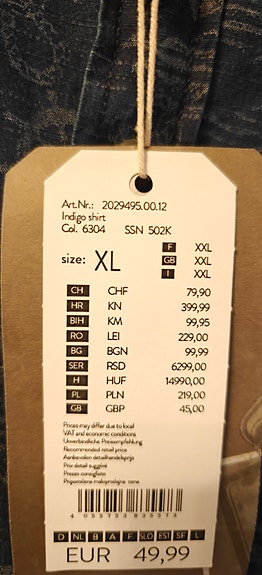 Art.Nr.: 2029495.00.12
Indigo shirt
Col. 6304 SSN 502K
size: XL
F XXL
GB XXL
I XXL
CH CHF 79,90
HR KN 399,99
BIH KM 99,95
RO LEI 229,00
BG BGN 99,99
SER RSD 6299,00
H HUF 14990,00
PL PLN 219,00
GB GBP 45,00
Prices may differ due to local
VAT and economic conditions
Unverbindliche Preisempfehlung
Recommended retail price
Aanbevolen detailhandelsprijs
Prix detail suggéré
Prezzo consigliato
Priporočena maloprodajna cena
4 055753 835573
D NL B A F SLO EST SF L
EUR 49,99